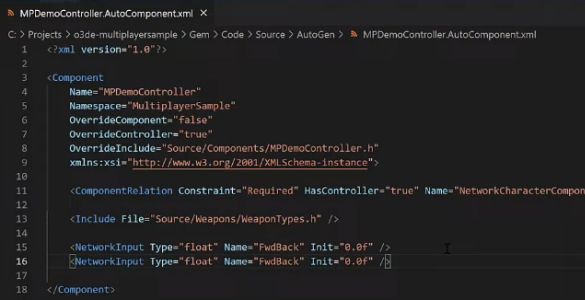 MPDemoController.AutoComponent.xml ×
C: > Projects > o3de-multiplayersample > Gem > Code > Source > AutoGen > MPDemoController.AutoComponent.xml
1 <?xml version="1.0"?>
2
3 <Component
4 Name="MPDemoController"
5 Namespace="MultiplayerSample"
6 OverrideComponent="false"
7 OverrideController="true"
8 OverrideInclude="Source/Components/MPDemoController.h"
9 xmlns:xsi="http://www.w3.org/2001/XMLSchema-instance">
10
11 <ComponentRelation Constraint="Required" HasController="true" Name="NetworkCharacterCompon
12
13 <Include File="Source/Weapons/WeaponTypes.h" />
14
15 <NetworkInput Type="float" Name="FwdBack" Init="0.0f" />
16 <NetworkInput Type="float" Name="FwdBack" Init="0.0f" />
17
18 </Component>